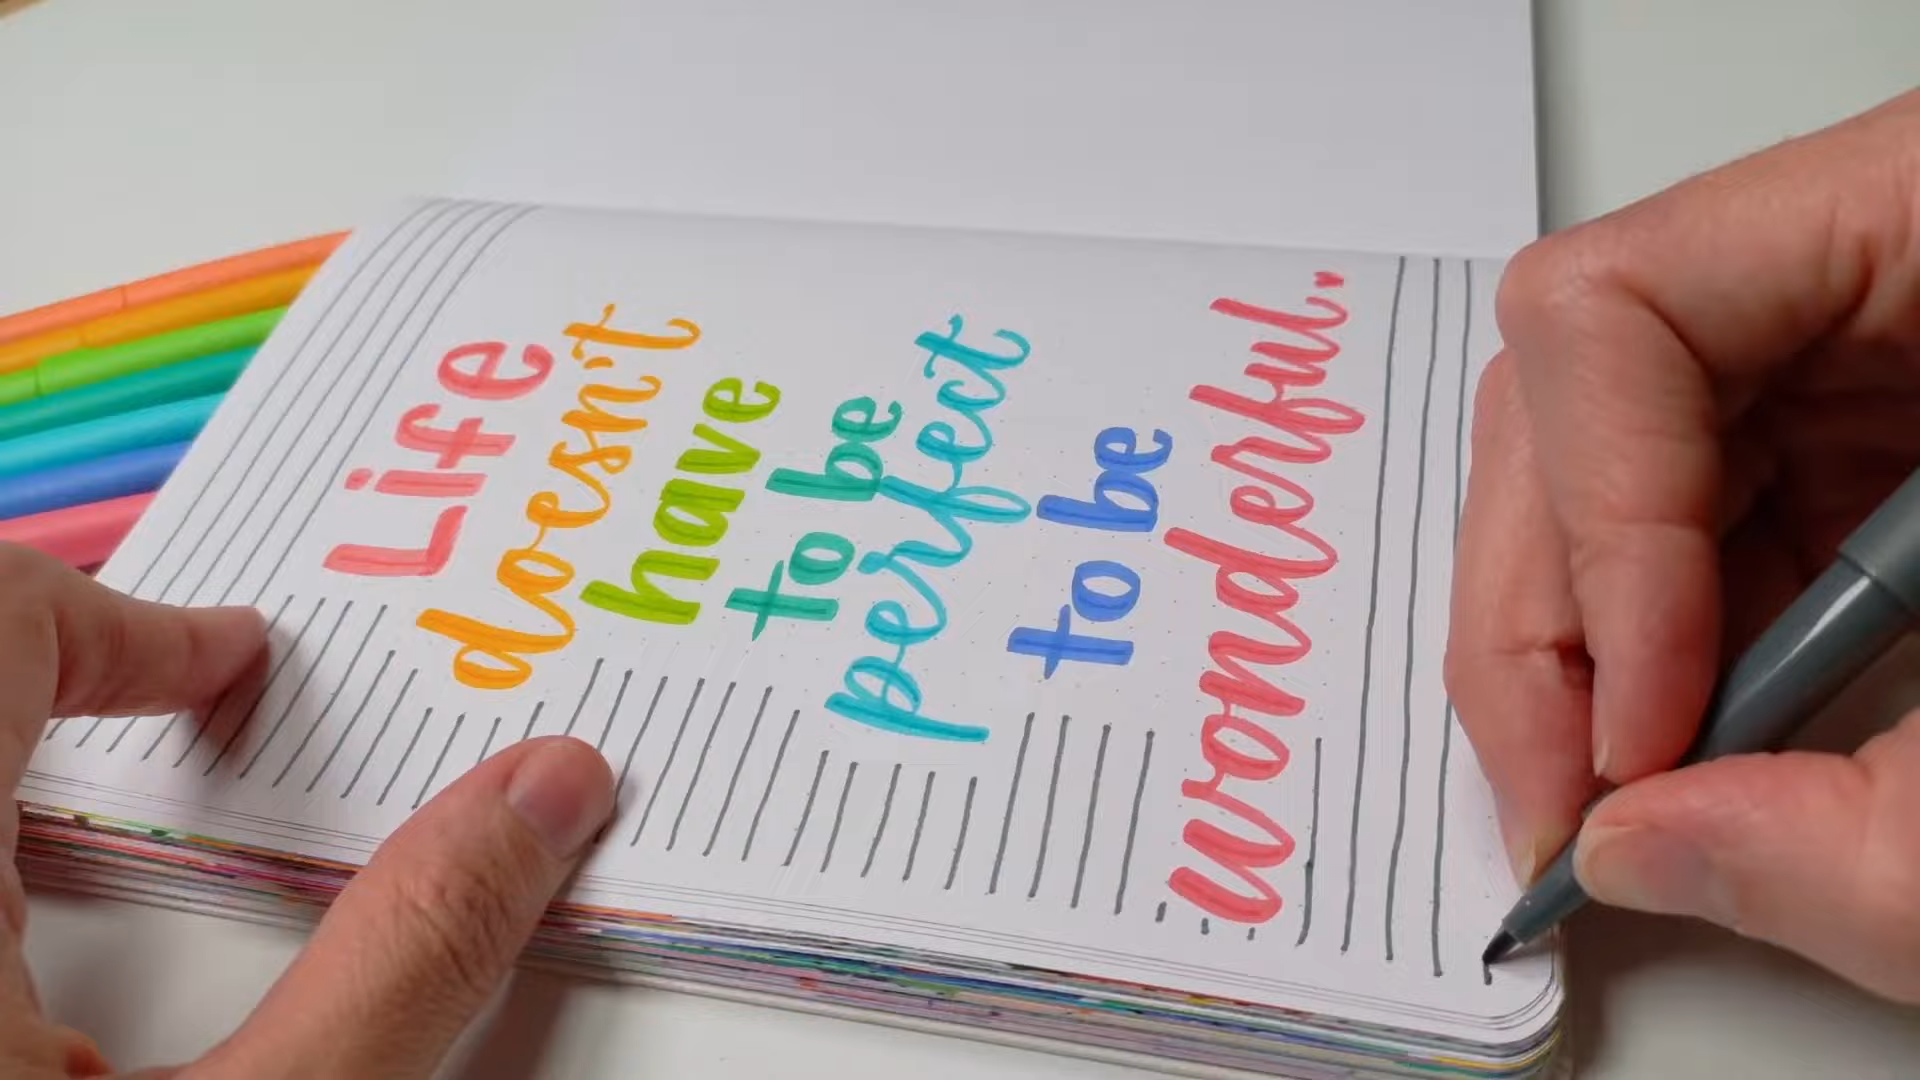 Life
doesn't
have
to be
perfect
to be
wonderful.